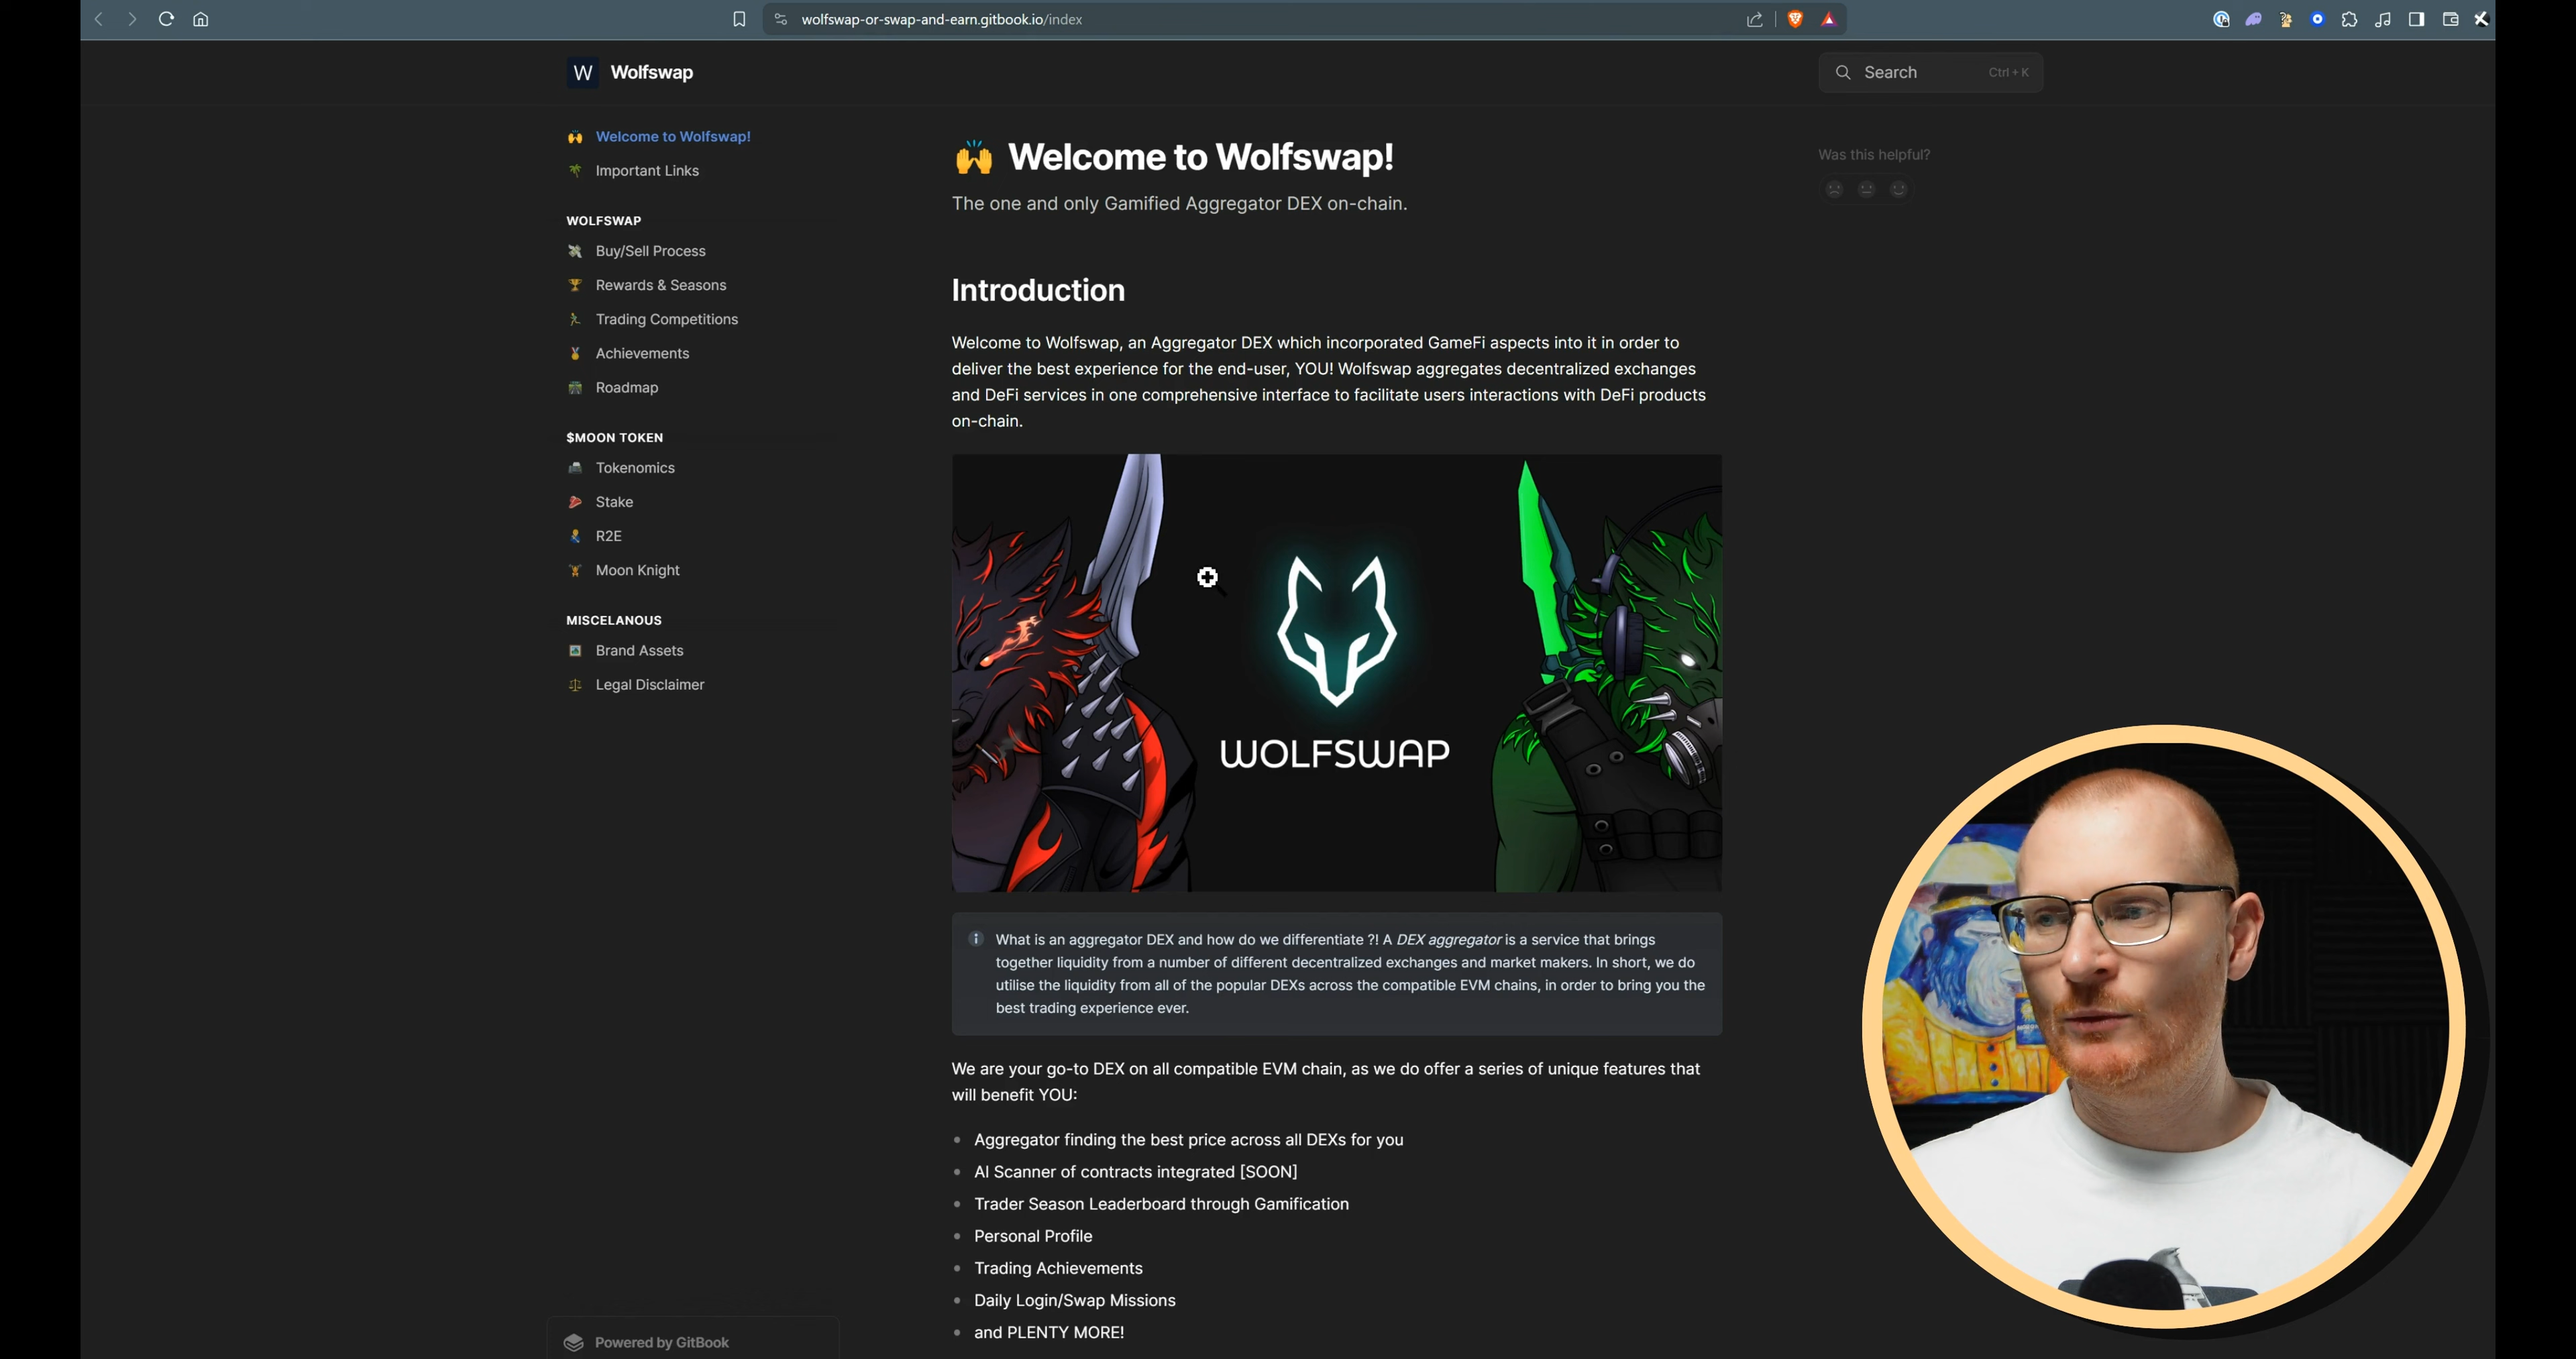 wolfswap-or-swap-and-earn.gitbook.io/index
W Wolfswap
Search Ctrl + K
Welcome to Wolfswap!
Important Links
WOLFSWAP
Buy/Sell Process
Rewards & Seasons
Trading Competitions
Achievements
Roadmap
$MOON TOKEN
Tokenomics
Stake
R2E
Moon Knight
MISCELANOUS
Brand Assets
Legal Disclaimer
Powered by GitBook
Welcome to Wolfswap!
The one and only Gamified Aggregator DEX on-chain.
Introduction
Welcome to Wolfswap, an Aggregator DEX which incorporated GameFi aspects into it in order to
deliver the best experience for the end-user, YOU! Wolfswap aggregates decentralized exchanges
and DeFi services in one comprehensive interface to facilitate users interactions with DeFi products
on-chain.
WOLFSWAP
What is an aggregator DEX and how do we differentiate ?! A DEX aggregator is a service that brings
together liquidity from a number of different decentralized exchanges and market makers. In short, we do
utilise the liquidity from all of the popular DEXs across the compatible EVM chains, in order to bring you the
best trading experience ever.
We are your go-to DEX on all compatible EVM chain, as we do offer a series of unique features that
will benefit YOU:
Aggregator finding the best price across all DEXs for you
AI Scanner of contracts integrated [SOON]
Trader Season Leaderboard through Gamification
Personal Profile
Trading Achievements
Daily Login/Swap Missions
and PLENTY MORE!
Was this helpful?